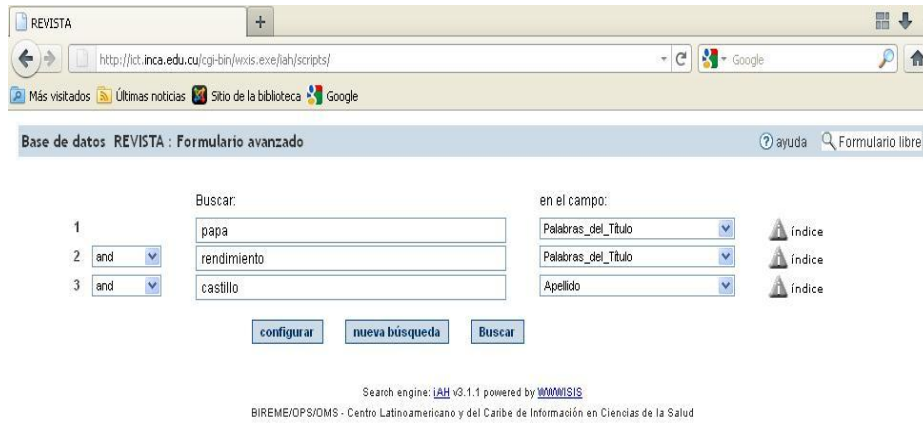 REVISTA
http://ict.inca.edu.cu/cgi-bin/wxis.exe/iah/scripts/ Google
Más visitados Últimas noticias Sitio de la biblioteca Google
Base de datos REVISTA : Formulario avanzado ayuda Formulario libre
Buscar: en el campo:
1 papa Palabras_del_Título índice
2 and rendimiento Palabras_del_Título índice
3 and castillo Apellido índice
configurar nueva búsqueda Buscar
Search engine: iAH v3.1.1 powered by WWWISIS
BIREME/OPS/OMS - Centro Latinoamericano y del Caribe de Información en Ciencias de la Salud